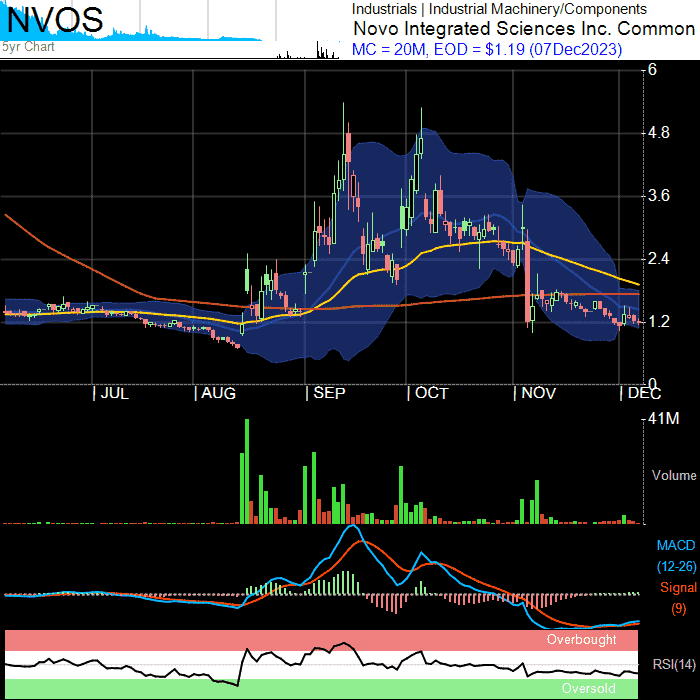 NVOS
5yr Chart
Industrials | Industrial Machinery/Components
Novo Integrated Sciences Inc. Common
MC = 20M, EOD = $1.19 (07Dec2023)
6
4.8
3.6
2.4
1.2
0
| JUL
| AUG
| SEP
| OCT
| NOV
| DEC
41M
Volume
MACD
(12-26)
Signal
(9)
Overbought
RSI(14)
Oversold